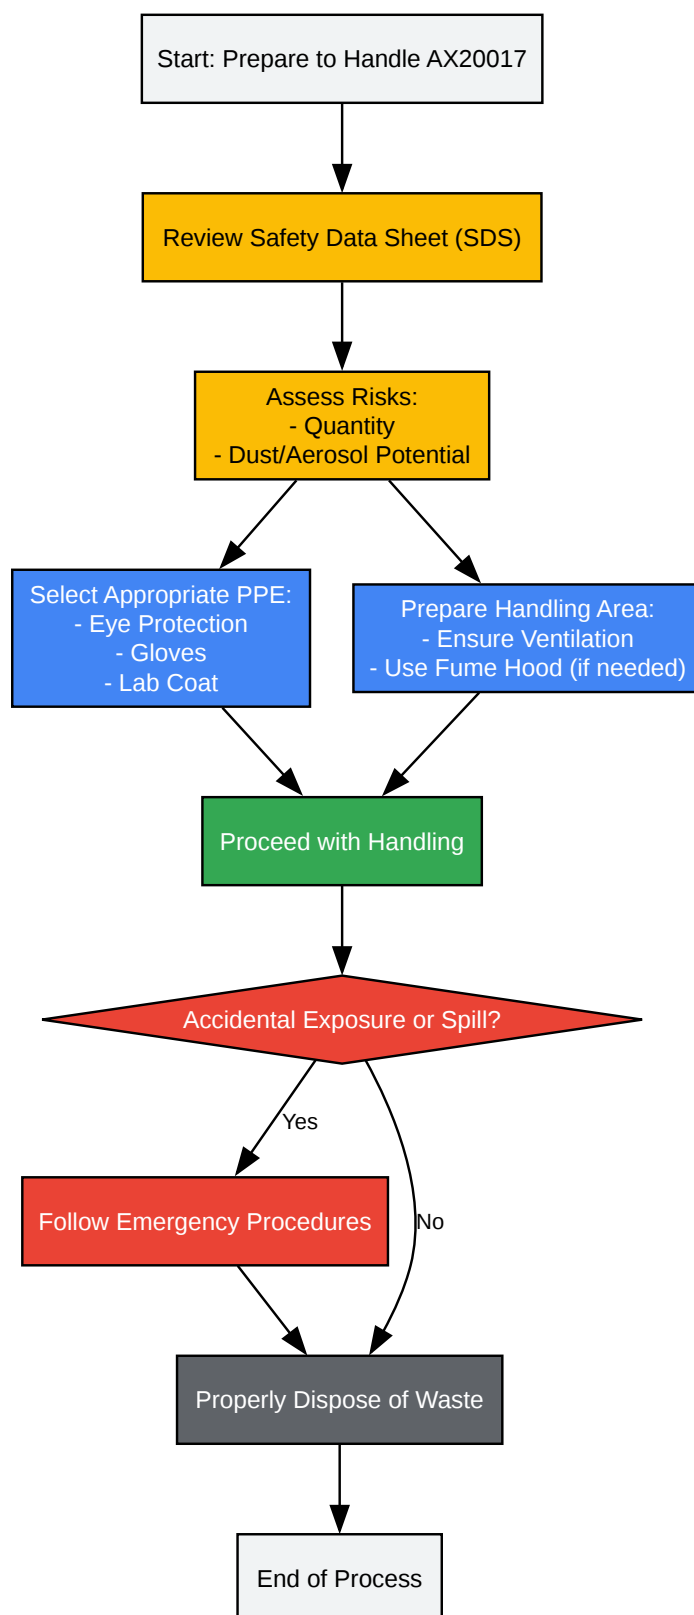 Start: Prepare to Handle AX20017
Review Safety Data Sheet (SDS)
Assess Risks:
- Quantity
- Dust/Aerosol Potential
Select Appropriate PPE:
- Eye Protection
- Gloves
- Lab Coat
Prepare Handling Area:
- Ensure Ventilation
- Use Fume Hood (if needed)
Proceed with Handling
Accidental Exposure or Spill?
Yes
Follow Emergency Procedures
No
Properly Dispose of Waste
End of Process